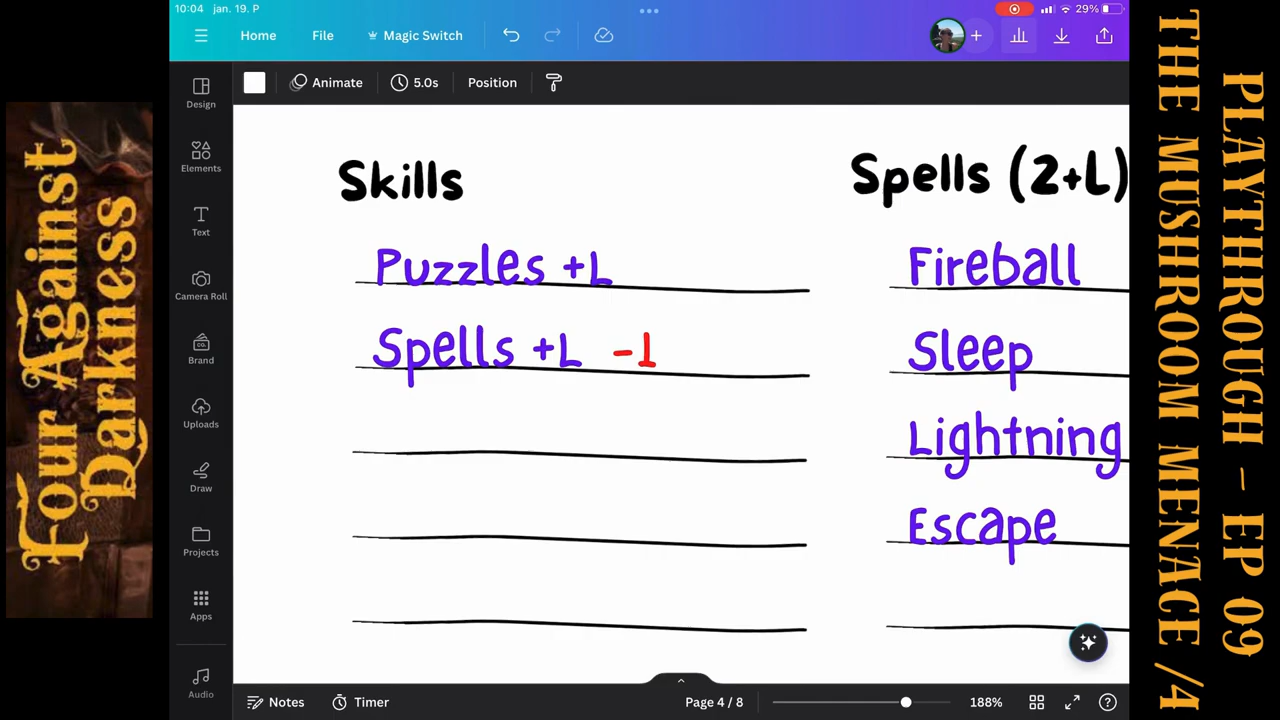 10:04 jan. 19. P
29%
Home File Magic Switch
Animate 5.0s Position
Design
Elements
Text
Camera Roll
Brand
Uploads
Draw
Projects
Apps
Audio
Skills
Puzzles +L
Spells +L -1
Spells (2+L)
Fireball
Sleep
Lightning
Escape
Notes Timer Page 4 / 8 188%
Four Against
Darkness
PLAYTHROUGH – EP 09
THE MUSHROOM MENACE /4